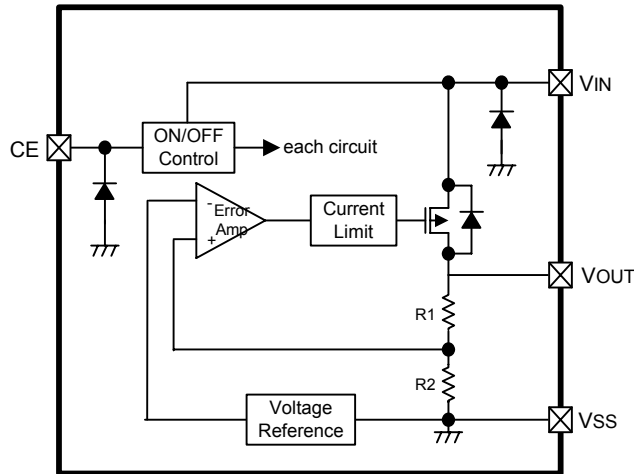 VIN
CE
ON/OFF
Control
each circuit
-
Error
Amp
+
Current
Limit
VOUT
R1
R2
Voltage
Reference
VSS